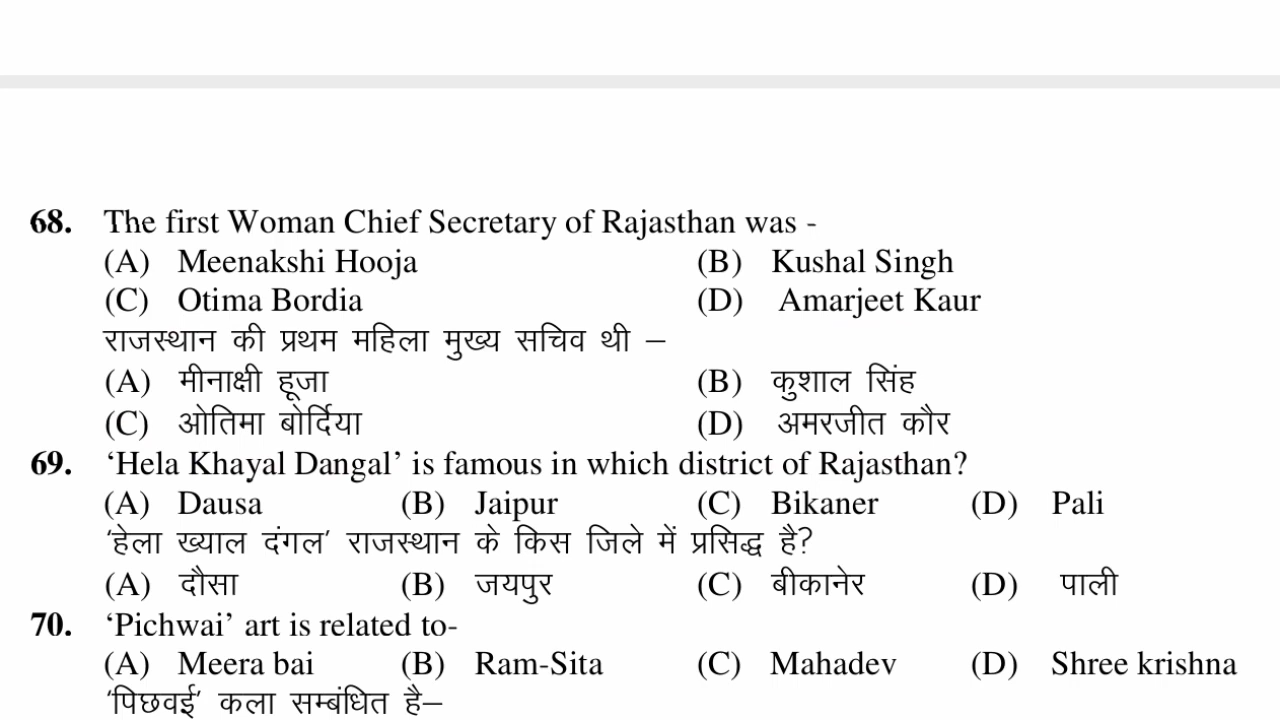 68. The first Woman Chief Secretary of Rajasthan was -
(A) Meenakshi Hooja (B) Kushal Singh
(C) Otima Bordia (D) Amarjeet Kaur
राजस्थान की प्रथम महिला मुख्य सचिव थी –
(A) मीनाक्षी हूजा (B) कुशाल सिंह
(C) ओतिमा बोर्दिया (D) अमरजीत कौर
69. ‘Hela Khayal Dangal’ is famous in which district of Rajasthan?
(A) Dausa (B) Jaipur (C) Bikaner (D) Pali
‘हेला ख्याल दंगल’ राजस्थान के किस जिले में प्रसिद्ध है?
(A) दौसा (B) जयपुर (C) बीकानेर (D) पाली
70. ‘Pichwai’ art is related to-
(A) Meera bai (B) Ram-Sita (C) Mahadev (D) Shree krishna
‘पिछवई’ कला सम्बंधित है–